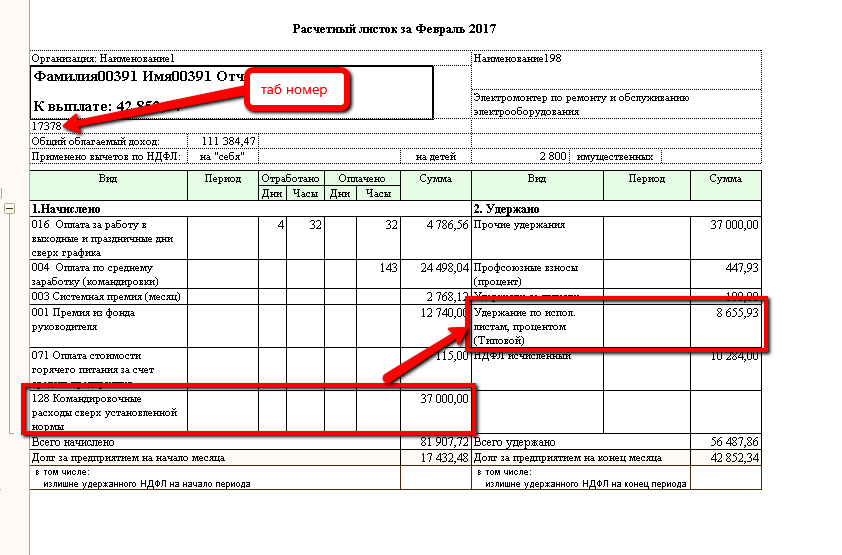 Расчетный листок за Февраль 2017
Организация: Наименование1
Наименование198
Фамилия00391 Имя00391 Отч
таб номер
К выплате: 42 852
Электромонтер по ремонту и обслуживанию
электрооборудования
17378
Общий облагаемый доход: 111 384,47
Применено вычетов по НДФЛ: на "себя" на детей 2 800 имущественных
Вид Период Отработано Оплачено Сумма Вид Период Сумма
Дни Часы Дни Часы
1.Начислено 2. Удержано
016 Оплата за работу в 4 32 32 4 786,56 Прочие удержания 37 000,00
выходные и праздничные дни
сверх графика
004 Оплата по среднему 143 24 498,04 Профсоюзные взносы 447,93
заработку (командировки) (процент)
003 Системная премия (месяц) 2 768,12
001 Премия из фонда 12 740,00 Удержание по испол. 8 655,93
руководителя листам, процентом
(Типовой)
071 Оплата стоимости 115,00 НДФЛ исчисленный 10 284,00
горячего питания за счет
128 Командировочные 37 000,00
расходы сверх установленной
нормы
Всего начислено 81 907,72 Всего удержано 56 487,86
Долг за предприятием на начало месяца 17 432,48 Долг за предприятием на конец месяца 42 852,34
в том числе: в том числе:
излишне удержанного НДФЛ на начало периода излишне удержанного НДФЛ на конец периода